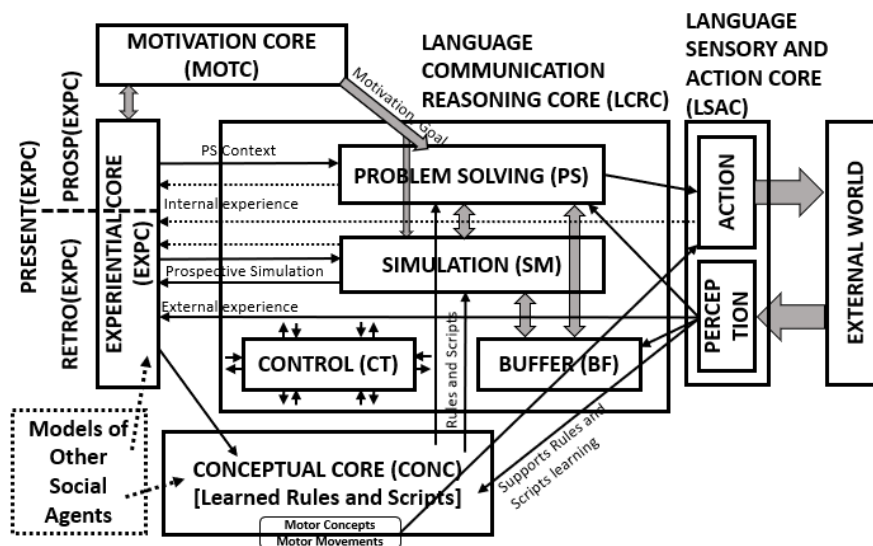 MOTIVATION CORE
(MOTC)
LANGUAGE
COMMUNICATION
REASONING CORE (LCRC)
LANGUAGE
SENSORY AND
ACTION CORE
(LSAC)
Motivation, Goal
PRESENT(EXPC)
PROSP(EXPC)
RETRO(EXPC)
EXPERIENTIAL CORE
(EXPC)
PS Context
PROBLEM SOLVING (PS)
Internal experience
SIMULATION (SM)
Prospective Simulation
External experience
CONTROL (CT)
BUFFER (BF)
Rules and Scripts
ACTION
PERCEP
TION
EXTERNAL WORLD
Supports Rules and
Scripts learning
Models of
Other
Social
Agents
CONCEPTUAL CORE (CONC)
[Learned Rules and Scripts]
Motor Concepts
Motor Movements